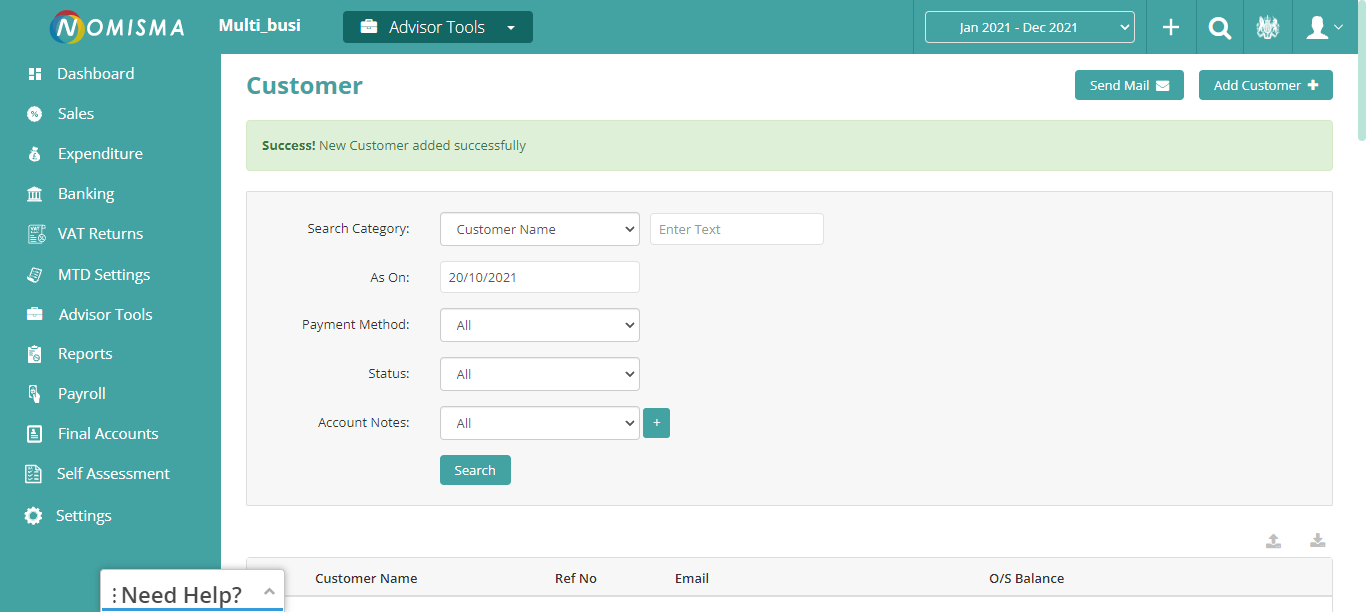 NOMISMA Multi_busi Advisor Tools Jan 2021 - Dec 2021
Dashboard
Sales
Expenditure
Banking
VAT Returns
MTD Settings
Advisor Tools
Reports
Payroll
Final Accounts
Self Assessment
Settings
Customer Send Mail Add Customer
Success! New Customer added successfully
Search Category: Customer Name Enter Text
As On: 20/10/2021
Payment Method: All
Status: All
Account Notes: All +
Search
Customer Name Ref No Email O/S Balance
Need Help?